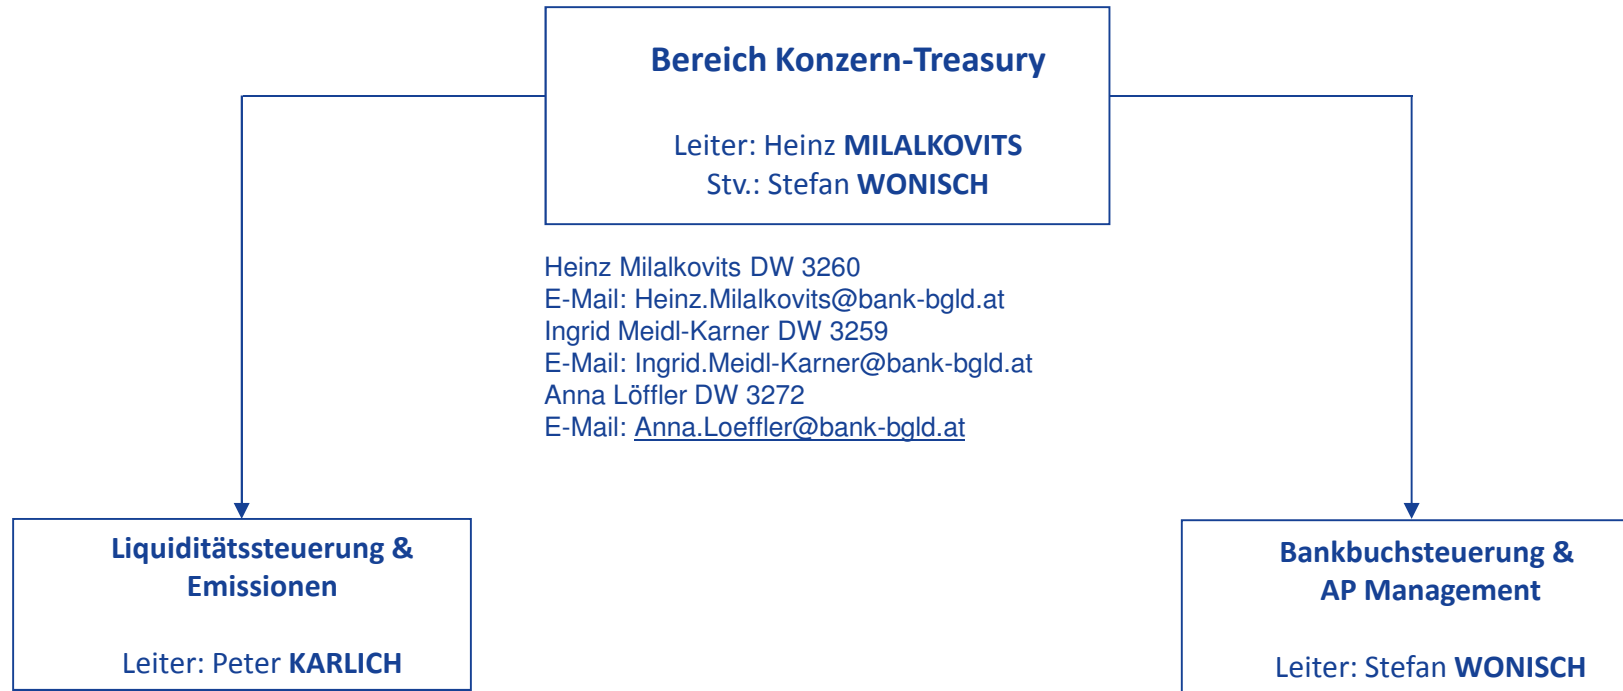 Bereich Konzern-Treasury
Leiter: Heinz MILALKOVITS
Stv.: Stefan WONISCH
Heinz Milalkovits DW 3260
E-Mail: Heinz.Milalkovits@bank-bgld.at
Ingrid Meidl-Karner DW 3259
E-Mail: Ingrid.Meidl-Karner@bank-bgld.at
Anna Löffler DW 3272
E-Mail: Anna.Loeffler@bank-bgld.at
Liquiditätssteuerung &
Emissionen
Leiter: Peter KARLICH
Bankbuchsteuerung &
AP Management
Leiter: Stefan WONISCH